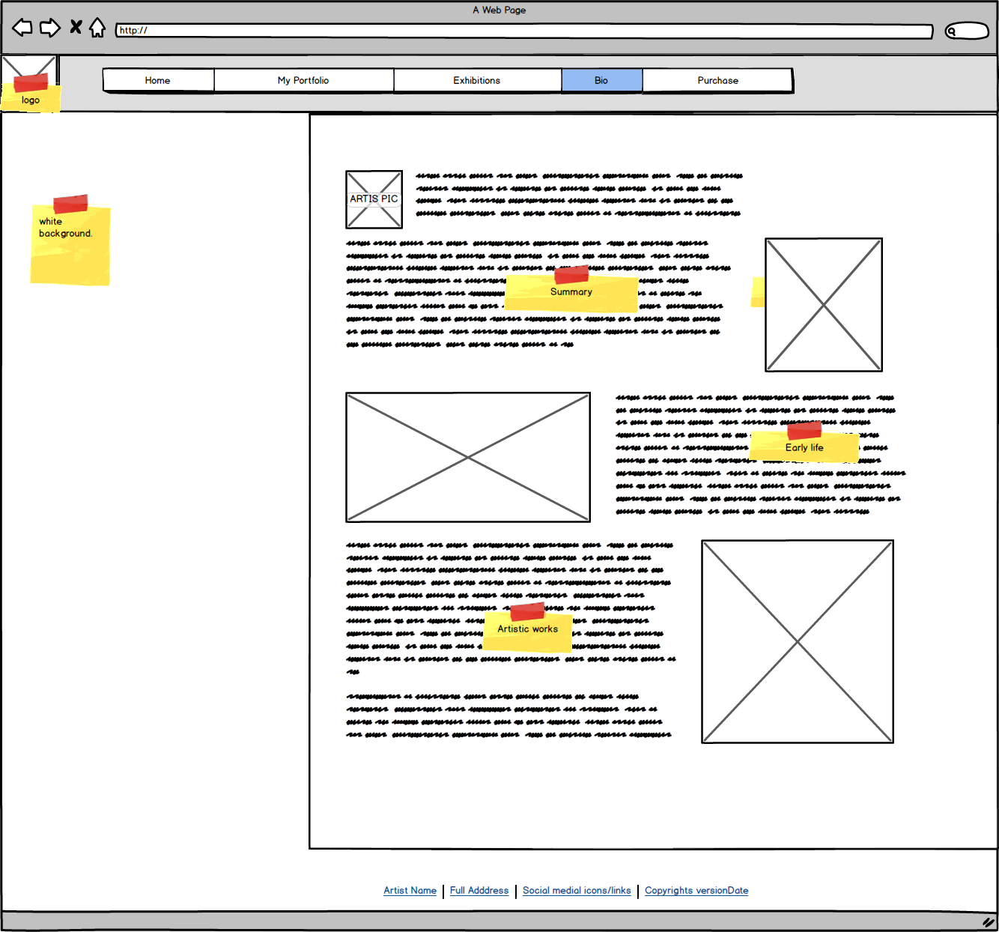 A Web Page
http://
logo
Home
My Portfolio
Exhibitions
Bio
Purchase
white
background.
ARTIS PIC
Summary
Early life
Artistic works
Artist Name
Full Adddress
Social medial icons/links
Copyrights versionDate